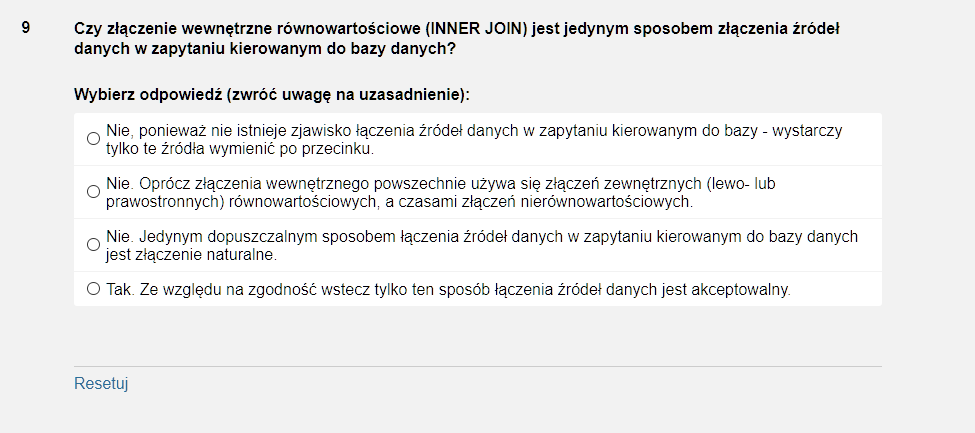 9
Czy złączenie wewnętrzne równowartościowe (INNER JOIN) jest jedynym sposobem złączenia źródeł
danych w zapytaniu kierowanym do bazy danych?
Wybierz odpowiedź (zwróć uwagę na uzasadnienie):
Nie, ponieważ nie istnieje zjawisko łączenia źródeł danych w zapytaniu kierowanym do bazy - wystarczy
tylko te źródła wymienić po przecinku.
Nie. Oprócz złączenia wewnętrznego powszechnie używa się złączeń zewnętrznych (lewo- lub
prawostronnych) równowartościowych, a czasami złączeń nierównowartościowych.
Nie. Jedynym dopuszczalnym sposobem łączenia źródeł danych w zapytaniu kierowanym do bazy danych
jest złączenie naturalne.
Tak. Ze względu na zgodność wstecz tylko ten sposób łączenia źródeł danych jest akceptowalny.
Resetuj